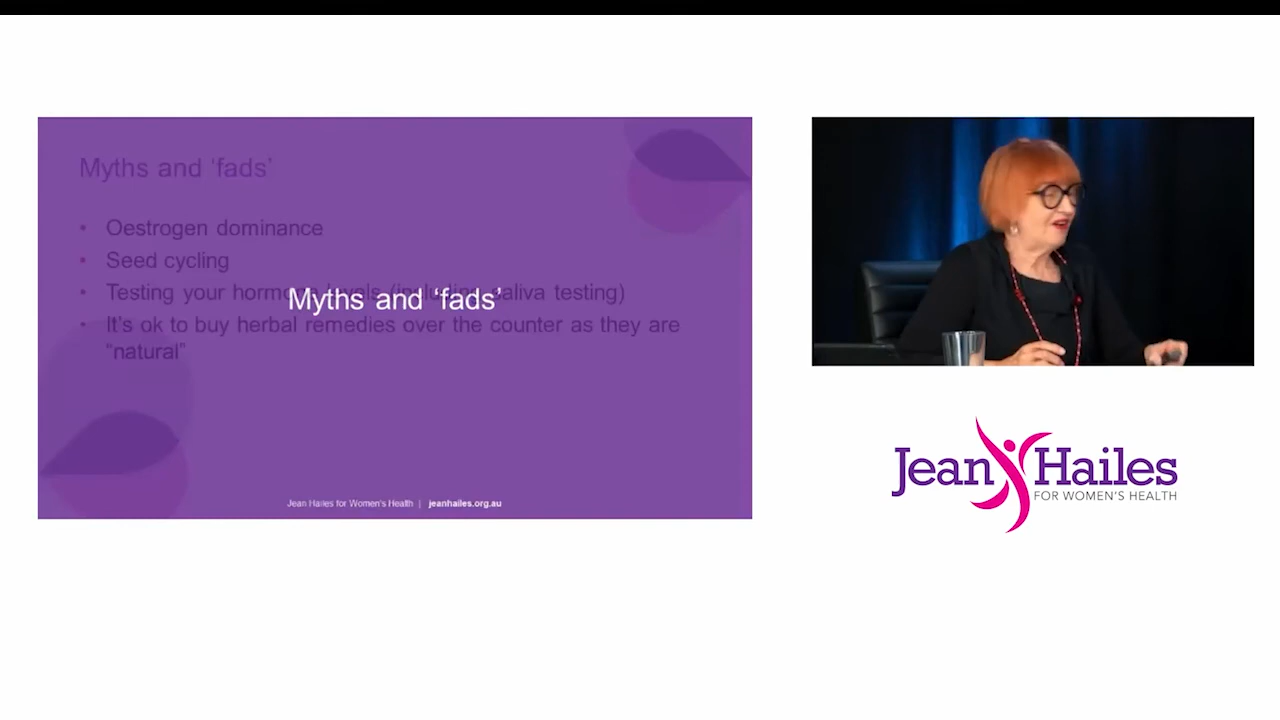 Myths and ‘fads’
• Oestrogen dominance
• Seed cycling
• Testing your hormone levels (including saliva testing)
Myths and ‘fads’
• It’s ok to buy herbal remedies over the counter as they are
“natural”
Jean Hailes for Women's Health | jeanhailes.org.au
Jean Hailes
FOR WOMEN'S HEALTH